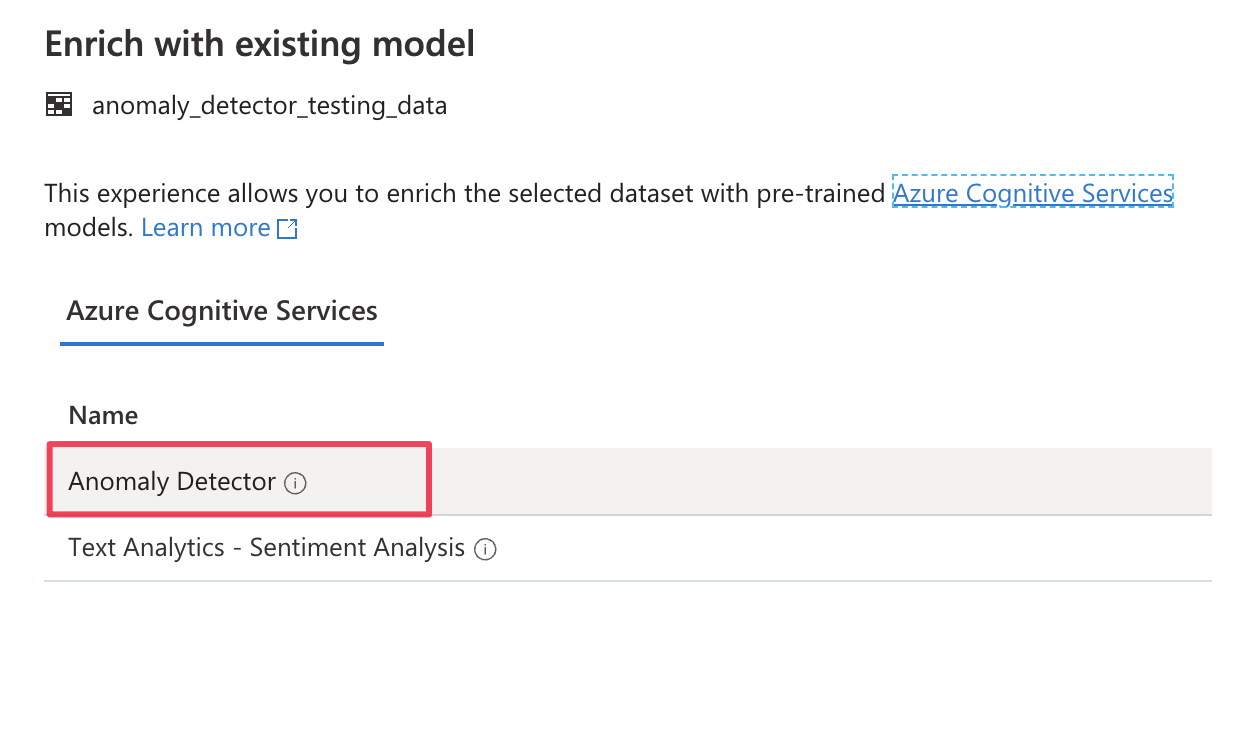 Enrich with existing model
anomaly_detector_testing_data
This experience allows you to enrich the selected dataset with pre-trained Azure Cognitive Services
models. Learn more
Azure Cognitive Services
Name
Anomaly Detector
Text Analytics - Sentiment Analysis